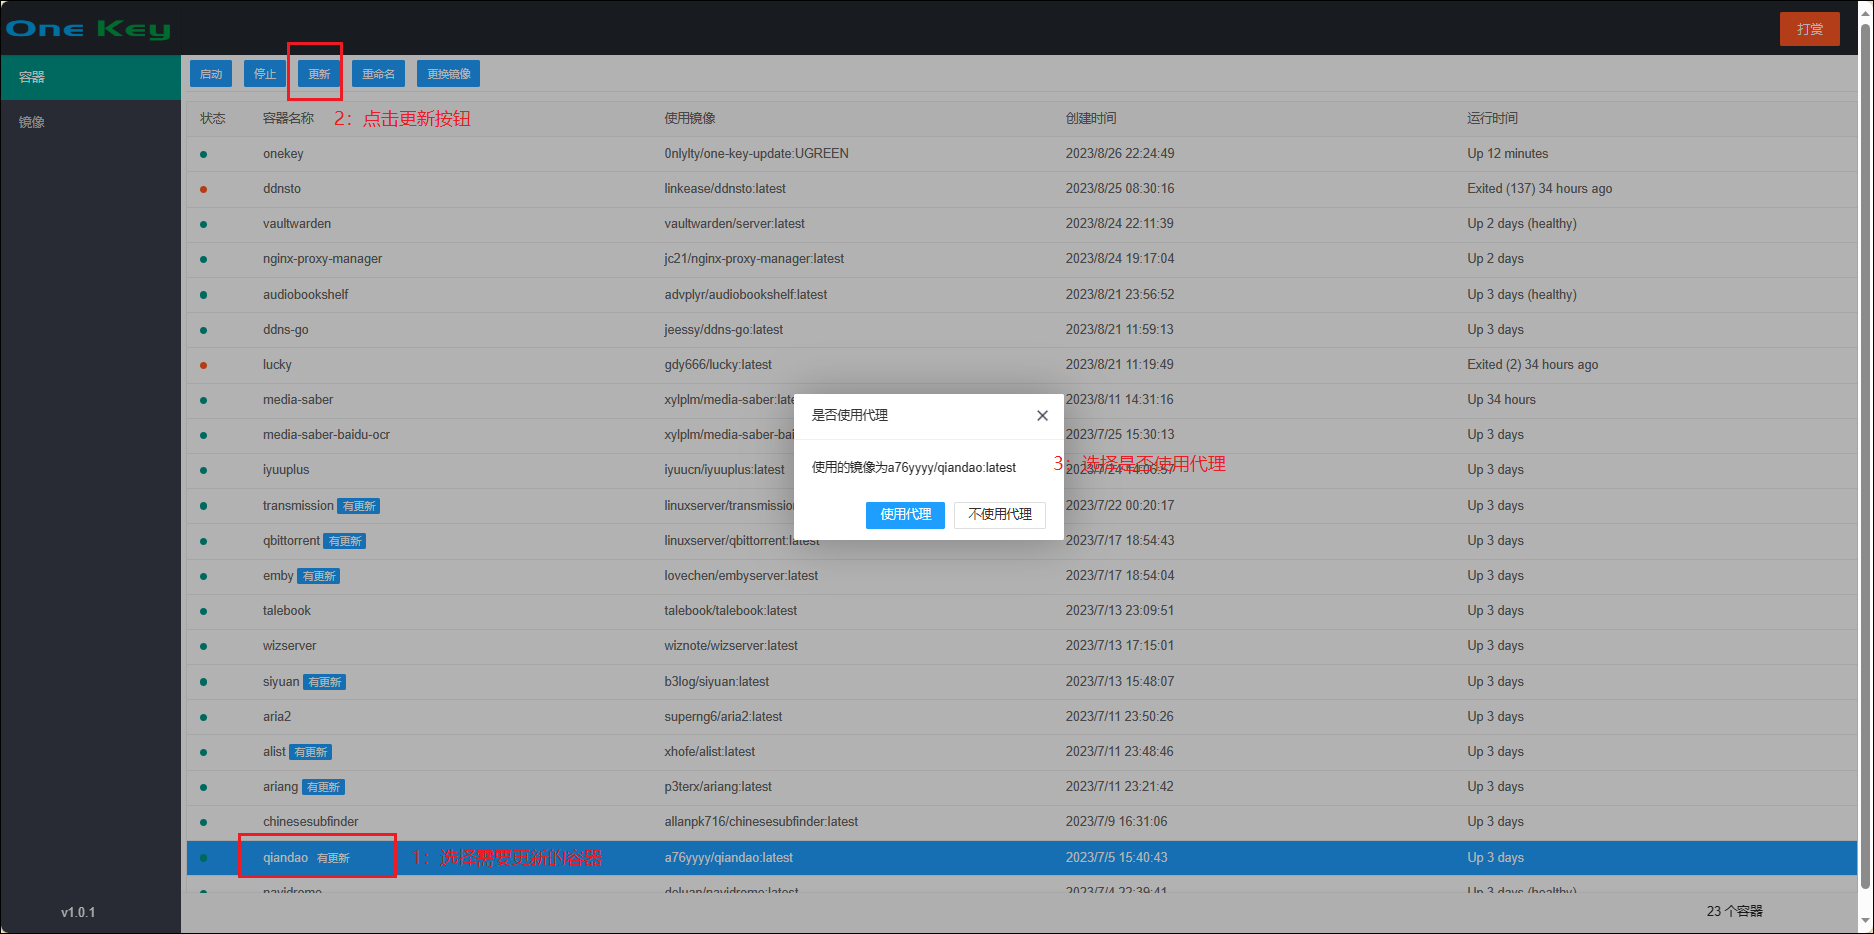 One Key
打赏
容器
镜像
启动 停止 更新 重命名 更换镜像
2：点击更新按钮
状态 容器名称 使用镜像 创建时间 运行时间
onekey 0nlylty/one-key-update:UGREEN 2023/8/26 22:24:49 Up 12 minutes
ddnsto linkease/ddnsto:latest 2023/8/25 08:30:16 Exited (137) 34 hours ago
vaultwarden vaultwarden/server:latest 2023/8/24 22:11:39 Up 2 days (healthy)
nginx-proxy-manager jc21/nginx-proxy-manager:latest 2023/8/24 19:17:04 Up 2 days
audiobookshelf advplyr/audiobookshelf:latest 2023/8/21 23:56:52 Up 3 days (healthy)
ddns-go jeessy/ddns-go:latest 2023/8/21 11:59:13 Up 3 days
lucky gdy666/lucky:latest 2023/8/21 11:19:49 Exited (2) 34 hours ago
media-saber xylplm/media-saber:late 2023/8/11 14:31:16 Up 34 hours
media-saber-baidu-ocr xylplm/media-saber-bai 2023/7/25 15:30:13 Up 3 days
iyuuplus iyuucn/iyuuplus:latest 2023/7/24 14:06:57 Up 3 days
transmission 有更新 linuxserver/transmission 2023/7/22 00:20:17 Up 3 days
qbittorrent 有更新 linuxserver/qbittorrent:latest 2023/7/17 18:54:43 Up 3 days
emby 有更新 lovechen/embyserver:latest 2023/7/17 18:54:04 Up 3 days
talebook talebook/talebook:latest 2023/7/13 23:09:51 Up 3 days
wizserver wiznote/wizserver:latest 2023/7/13 17:15:01 Up 3 days
siyuan 有更新 b3log/siyuan:latest 2023/7/13 15:48:07 Up 3 days
aria2 superng6/aria2:latest 2023/7/11 23:50:26 Up 3 days
alist 有更新 xhofe/alist:latest 2023/7/11 23:48:46 Up 3 days
ariang 有更新 p3terx/ariang:latest 2023/7/11 23:21:42 Up 3 days
chinesesubfinder allanpk716/chinesesubfinder:latest 2023/7/9 16:31:06 Up 3 days
qiandao 有更新 a76yyyy/qiandao:latest 2023/7/5 15:40:43 Up 3 days
1：选择需要更新的容器
navidrome deluan/navidrome:latest 2023/7/4 22:39:41 Up 3 days (healthy)
是否使用代理
使用的镜像为a76yyyy/qiandao:latest
使用代理 不使用代理
3：选择是否使用代理
v1.0.1
23 个容器